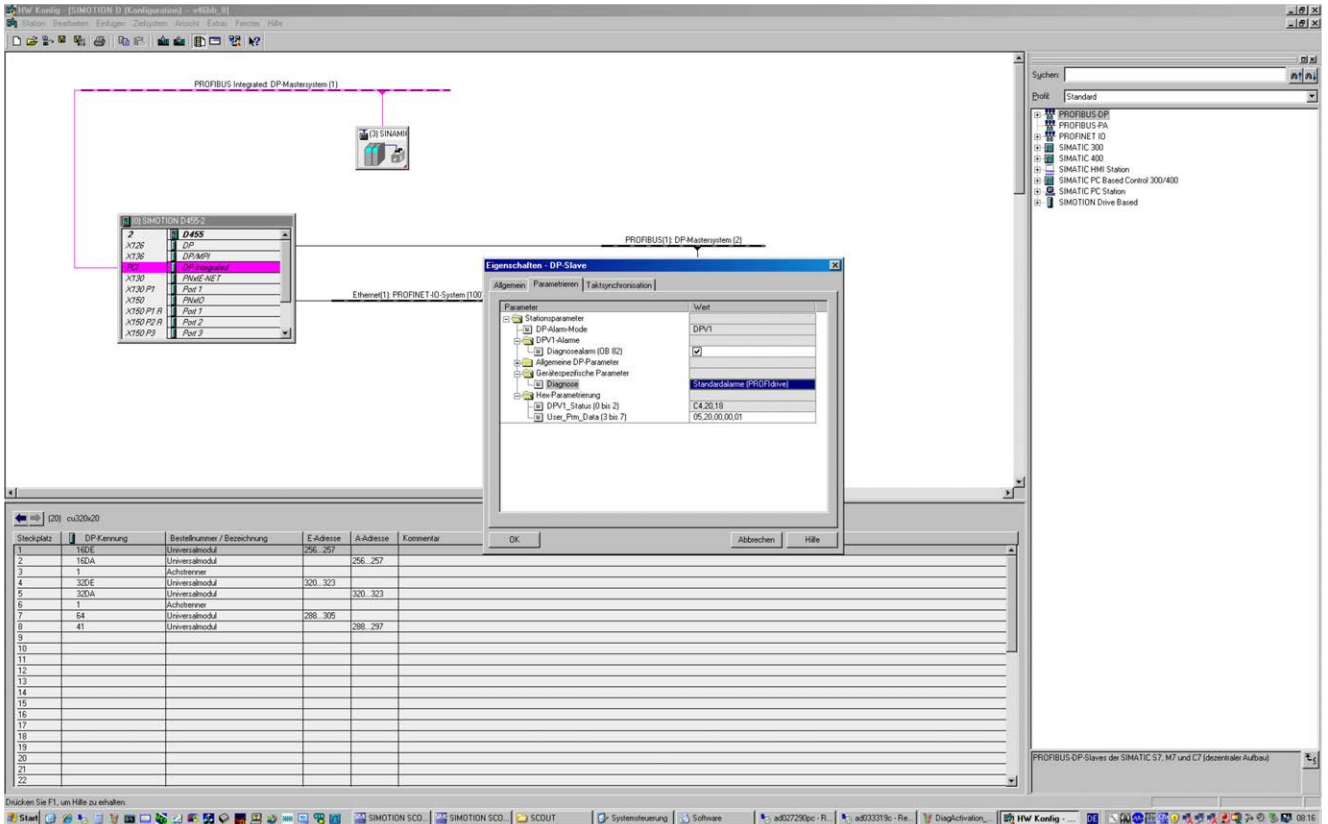 HW Konfig - [SIMOTION D (Konfiguration) -- v46bh_8]
Station Bearbeiten Einfügen Zielsystem Ansicht Extras Fenster Hilfe
PROFIBUS Integrated: DP-Mastersystem (1)
(3) SINAMI
(0) SIMOTION D455-2
2 D455
X126 DP
X136 DP/MPI
PCI DP-Integrated
X130 PNxIE-NET
X130 P1 Port 1
X150 PNxIO
X150 P1 R Port 1
X150 P2 R Port 2
X150 P3 Port 3
PROFIBUS(1): DP-Mastersystem (2)
Ethernet(1): PROFINET-IO-System (100)
Eigenschaften - DP-Slave
Allgemein Parametrieren Taktsynchronisation
Parameter Wert
Stationsparameter
DP-Alarm-Mode DPV1
DPV1-Alarme
Diagnosealarm (OB 82)
Allgemeine DP-Parameter
Gerätespezifische Parameter
Diagnose Standardalarme (PROFIdrive)
Hex-Parametrierung
DPV1_Status (0 bis 2) C4,20,18
User_Prm_Data (3 bis 7) 05,20,00,00,01
OK Abbrechen Hilfe
Suchen:
Profil: Standard
PROFIBUS-DP
PROFIBUS-PA
PROFINET IO
SIMATIC 300
SIMATIC 400
SIMATIC HMI Station
SIMATIC PC Based Control 300/400
SIMATIC PC Station
SIMOTION Drive Based
PROFIBUS-DP-Slaves der SIMATIC S7, M7 und C7 (dezentraler Aufbau)
(20) cu320x20
Steckplatz DP-Kennung Bestellnummer / Bezeichnung E-Adresse A-Adresse Kommentar
1 16DE Universalmodul 256...257
2 16DA Universalmodul 256...257
3 1 Achstrenner
4 32DE Universalmodul 320...323
5 32DA Universalmodul 320...323
6 1 Achstrenner
7 64 Universalmodul 288...305
8 41 Universalmodul 288...297
9
10
11
12
13
14
15
16
17
18
19
20
21
22
Drücken Sie F1, um Hilfe zu erhalten.
Start SIMOTION SCO... SIMOTION SCO... SCOUT Systemsteuerung Software ad027290pc - R... ad033319c - Re... DiagActivation_... HW Konfig - ... DE 08:16